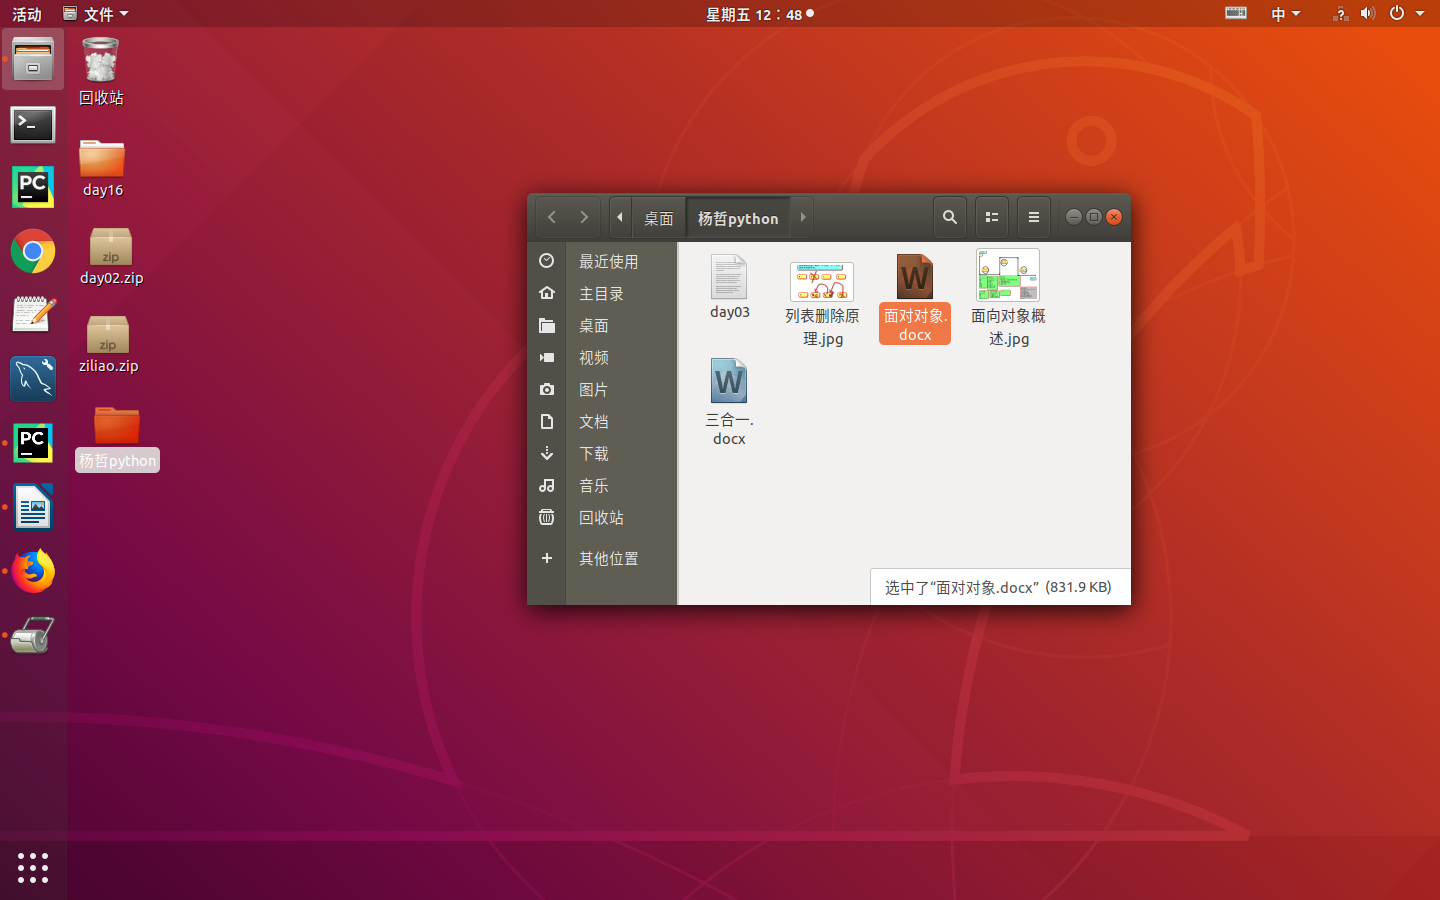 活动
文件
星期五 12：48
中
回收站
day16
day02.zip
ziliao.zip
杨哲python
桌面
杨哲python
最近使用
主目录
桌面
视频
图片
文档
下载
音乐
回收站
其他位置
day03
列表删除原
理.jpg
面对对象.
docx
面向对象概
述.jpg
三合一.
docx
选中了“面对对象.docx” (831.9 KB)
PC
PC
zip
zip
W
W